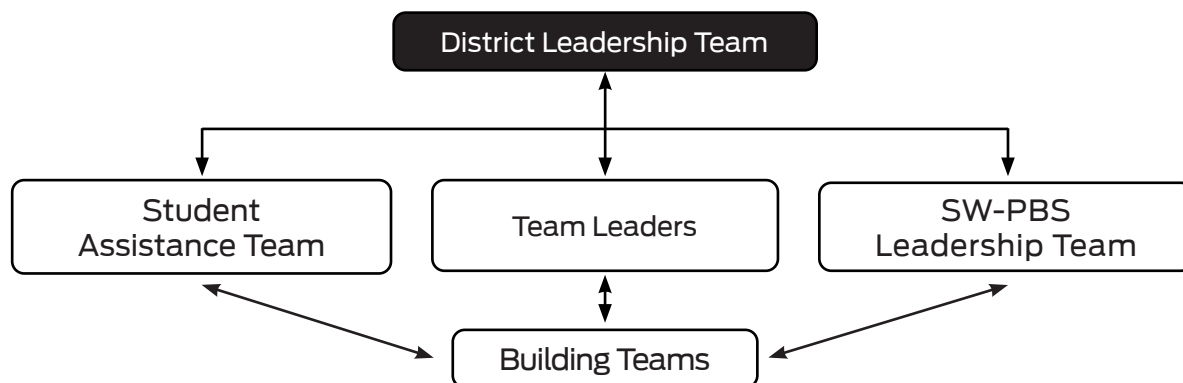 District Leadership Team
Student
Assistance Team
Team Leaders
SW-PBS
Leadership Team
Building Teams